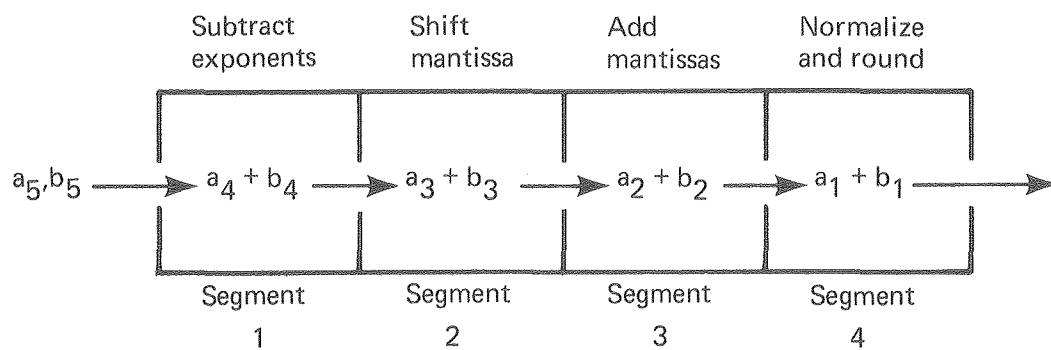 Subtract
exponents
Shift
mantissa
Add
mantissas
Normalize
and round
a₅,b₅
a₄ + b₄
a₃ + b₃
a₂ + b₂
a₁ + b₁
Segment
1
Segment
2
Segment
3
Segment
4